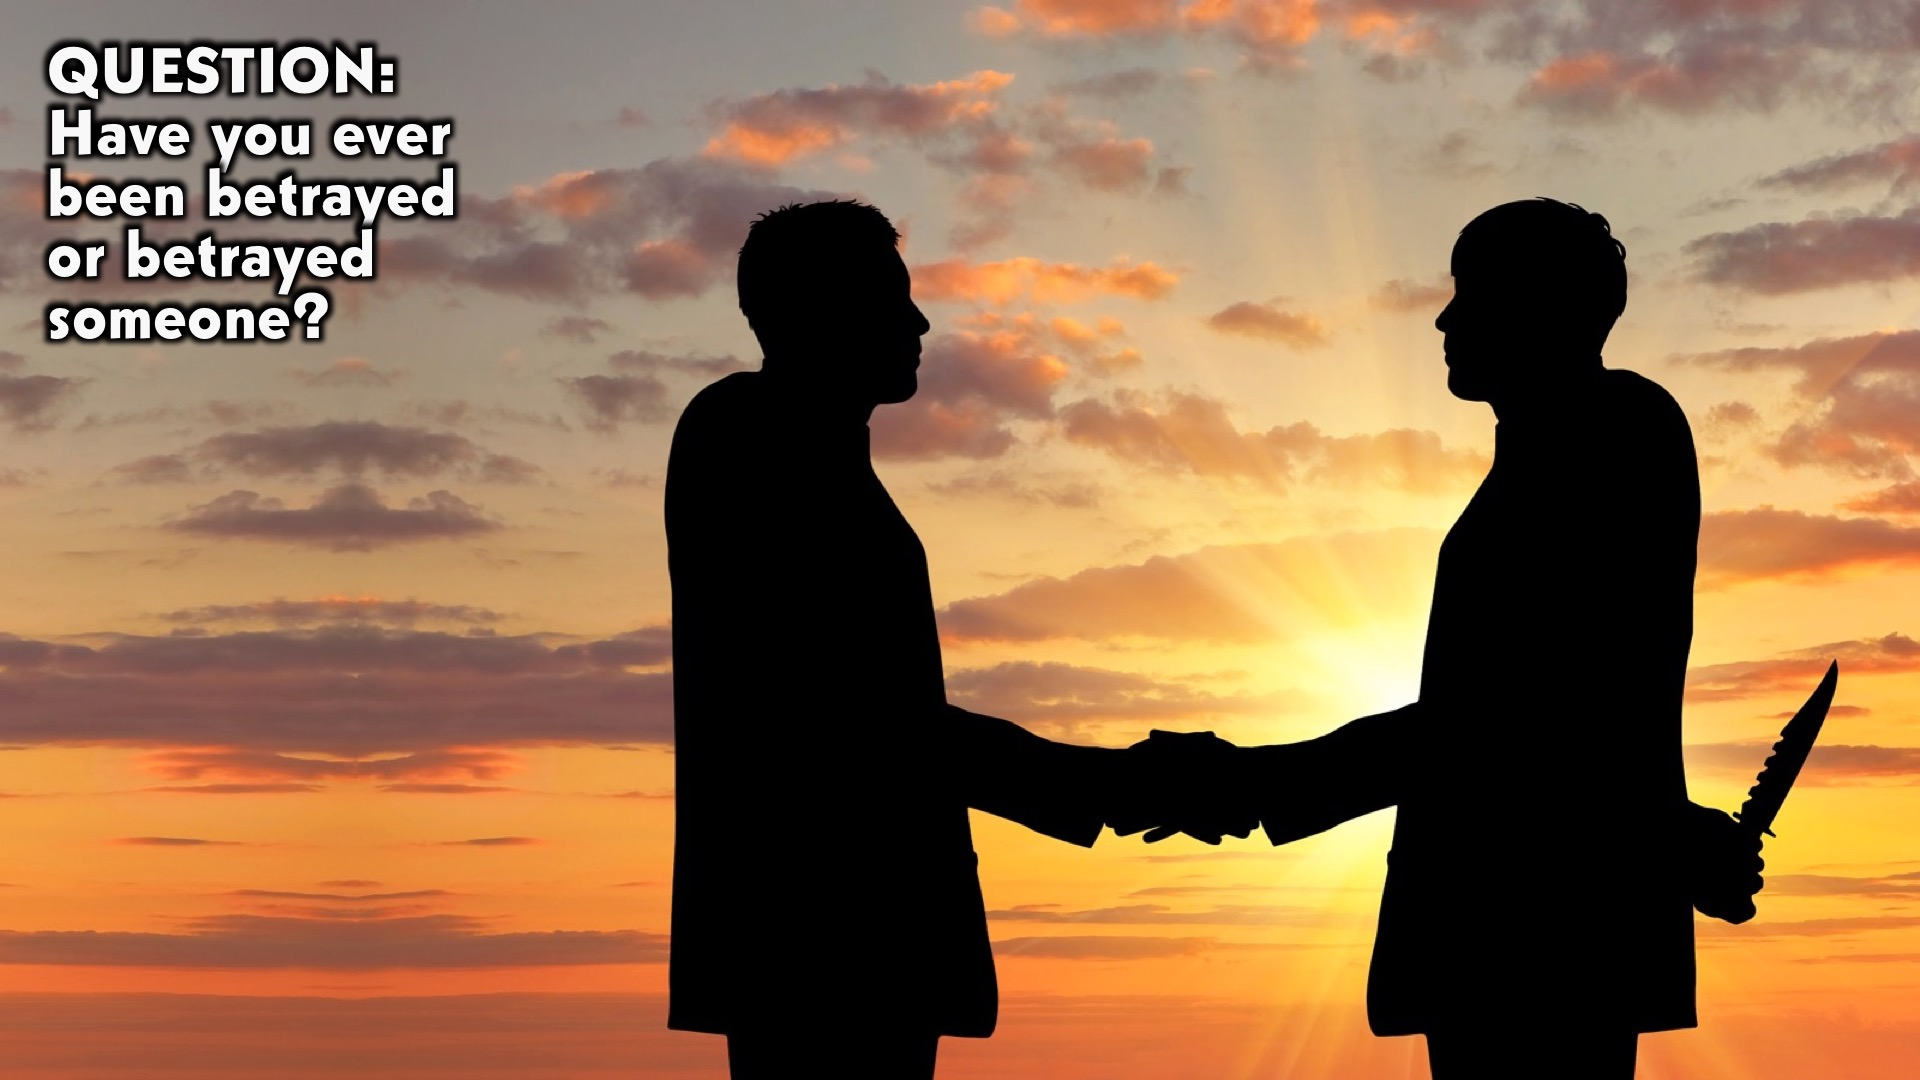 QUESTION:
Have you ever
been betrayed
or betrayed
someone?